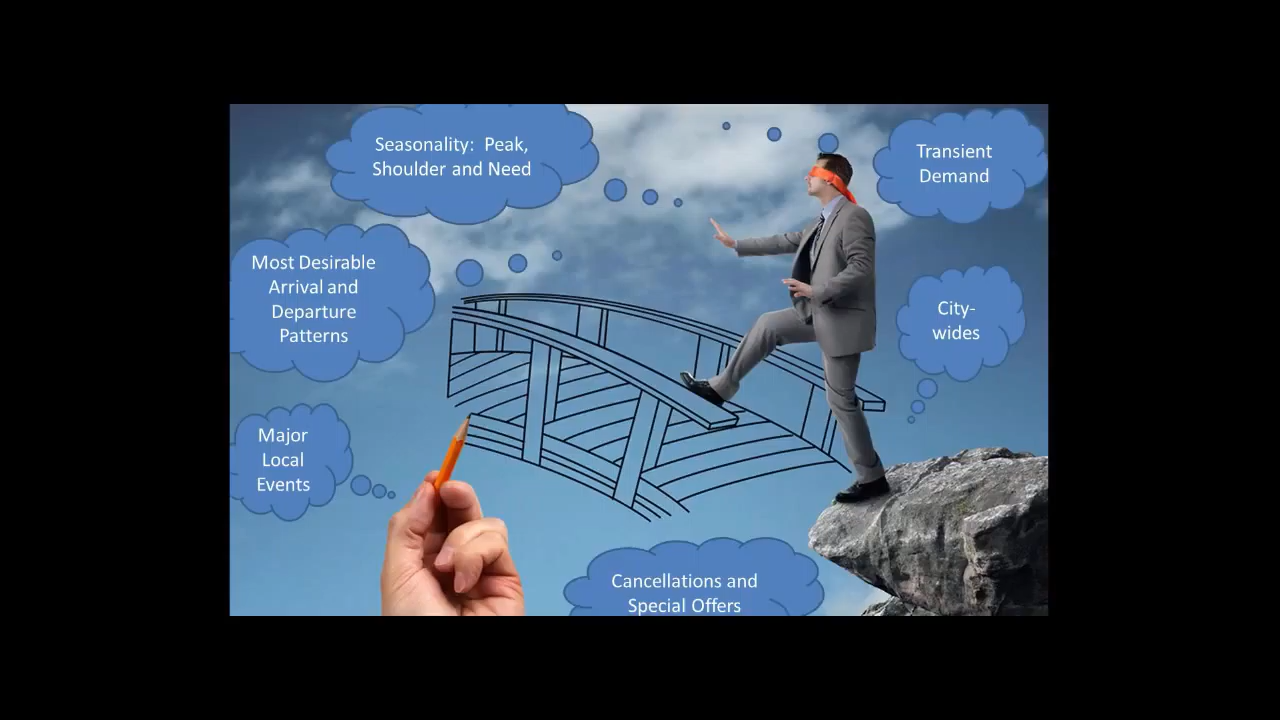 Seasonality:  Peak,
Shoulder and Need
Transient
Demand
Most Desirable
Arrival and
Departure
Patterns
City-
wides
Major
Local
Events
Cancellations and
Special Offers